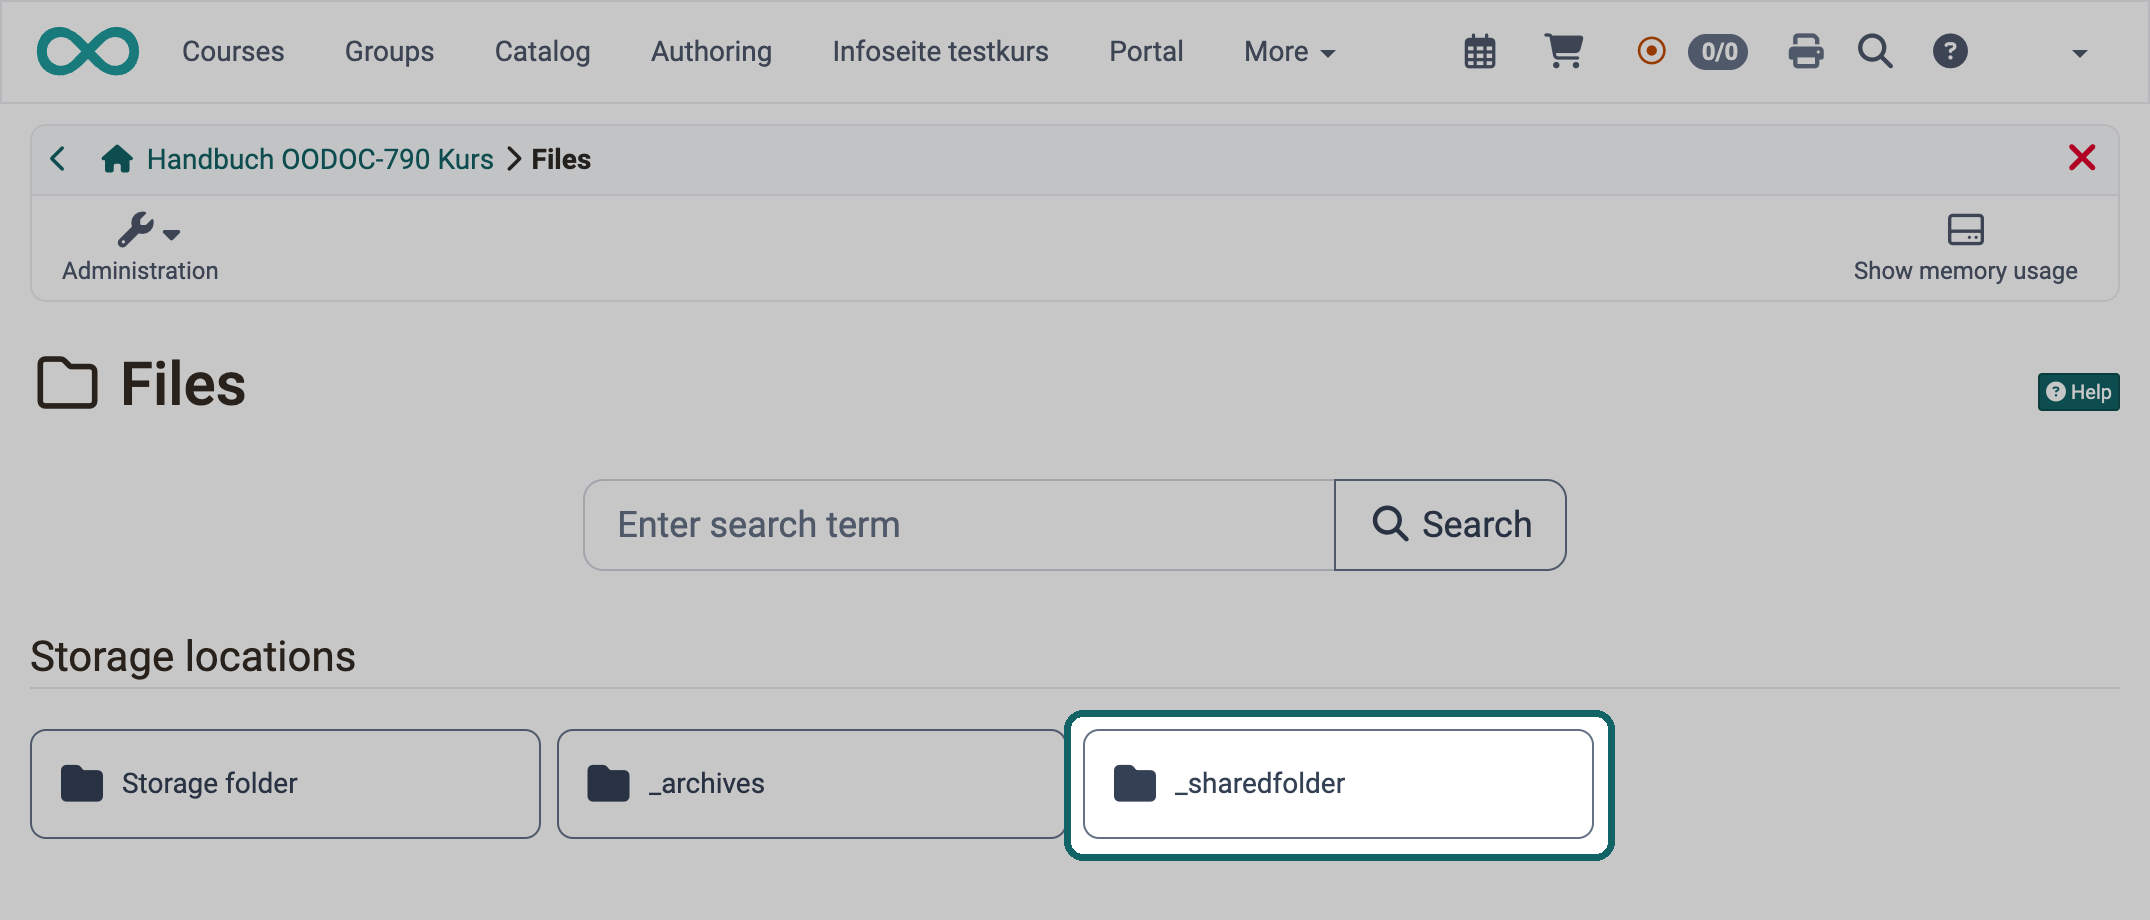 Courses Groups Catalog Authoring Infoseite testkurs Portal More 0/0 ?
Handbuch OODOC-790 Kurs > Files
Administration
Show memory usage
Files
? Help
Enter search term
Search
Storage locations
Storage folder
_archives
_sharedfolder